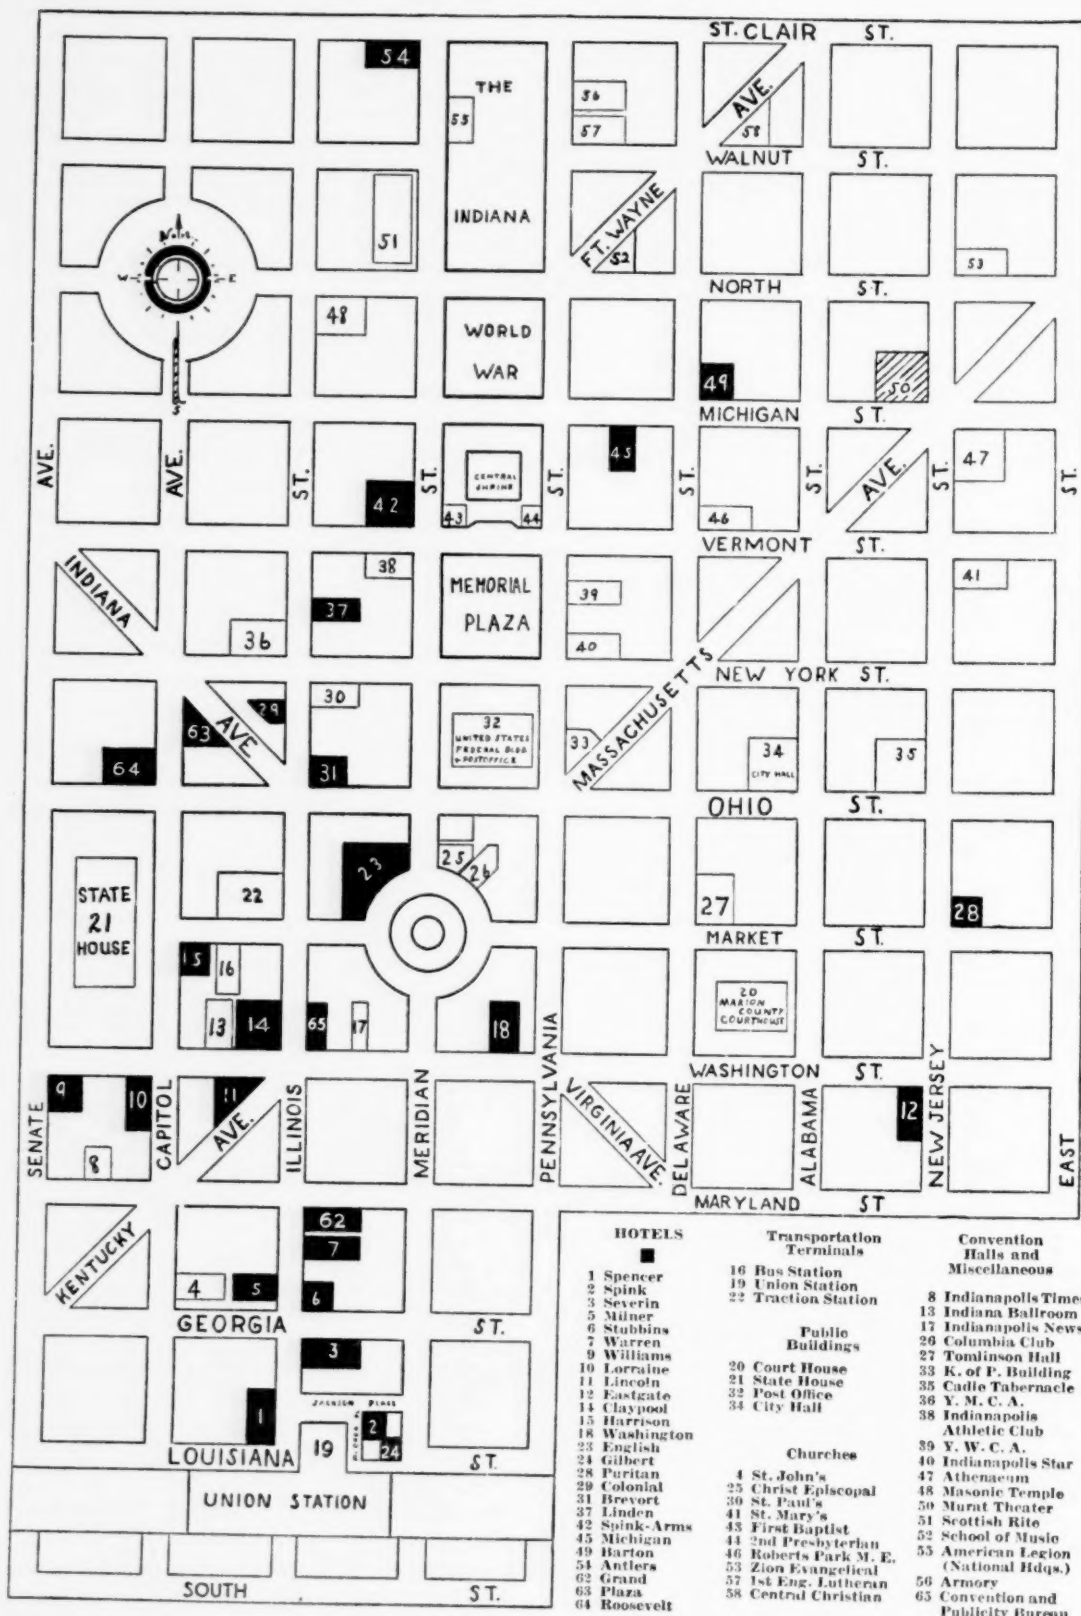 ST. CLAIR ST.
54
THE
55
56
57
AVE.
58
WALNUT ST.
INDIANA
51
FT. WAYNE
52
53
W
E
S
NORTH ST.
48
WORLD
WAR
49
50
MICHIGAN ST.
AVE.
AVE.
ST.
ST.
ST.
ST.
ST.
AVE.
ST.
ST.
42
CENTRAL
SHRINE
43
44
45
46
47
VERMONT ST.
INDIANA
36
37
38
MEMORIAL
PLAZA
39
40
41
NEW YORK ST.
MASSACHUSETTS
64
63
AVE.
29
30
31
32
UNITED STATES
FEDERAL BLDG
& POSTOFFICE
33
34
CITY HALL
35
OHIO ST.
STATE
21
HOUSE
22
23
25
26
27
28
MARKET ST.
15
16
13
14
65
17
18
20
MARION
COUNTY
COURTHOUSE
WASHINGTON ST.
SENATE
CAPITOL
ILLINOIS
MERIDIAN
PENNSYLVANIA
DELAWARE
ALABAMA
NEW JERSEY
EAST
9
10
8
11
AVE.
VIRGINIA AVE.
12
MARYLAND ST
KENTUCKY
4
5
62
7
6
GEORGIA ST.
1
3
JACKSON PLACE
2
24
19
LOUISIANA ST.
UNION STATION
SOUTH ST.
HOTELS
1 Spencer
2 Spink
3 Severin
5 Milner
6 Stubbins
7 Warren
9 Williams
10 Lorraine
11 Lincoln
12 Eastgate
14 Claypool
15 Harrison
18 Washington
23 English
24 Gilbert
28 Puritan
29 Colonial
31 Brevort
37 Linden
42 Spink-Arms
45 Michigan
49 Barton
54 Antlers
62 Grand
63 Plaza
64 Roosevelt
Transportation
Terminals
16 Bus Station
19 Union Station
22 Traction Station
Public
Buildings
20 Court House
21 State House
32 Post Office
34 City Hall
Churches
4 St. John's
25 Christ Episcopal
30 St. Paul's
41 St. Mary's
43 First Baptist
44 2nd Presbyterian
46 Roberts Park M. E.
53 Zion Evangelical
57 1st Eng. Lutheran
58 Central Christian
Convention
Halls and
Miscellaneous
8 Indianapolis Times
13 Indiana Ballroom
17 Indianapolis News
26 Columbia Club
27 Tomlinson Hall
33 K. of P. Building
35 Cadle Tabernacle
36 Y. M. C. A.
38 Indianapolis
Athletic Club
39 Y. W. C. A.
40 Indianapolis Star
47 Athenaeum
48 Masonic Temple
50 Murat Theater
51 Scottish Rite
52 School of Music
55 American Legion
(National Hdqs.)
56 Armory
65 Convention and
Publicity Bureau